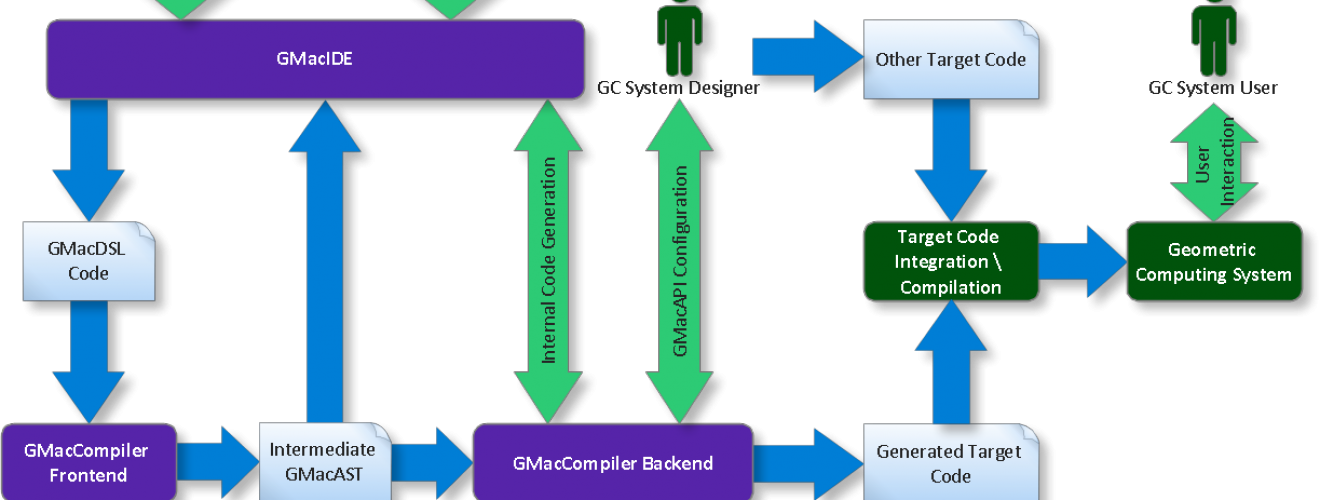 GMacIDE
GC System Designer
Other Target Code
GC System User
User
Interaction
GMacDSL
Code
Internal Code Generation
GMacAPI Configuration
Target Code
Integration \
Compilation
Geometric
Computing System
GMacCompiler
Frontend
Intermediate
GMacAST
GMacCompiler Backend
Generated Target
Code